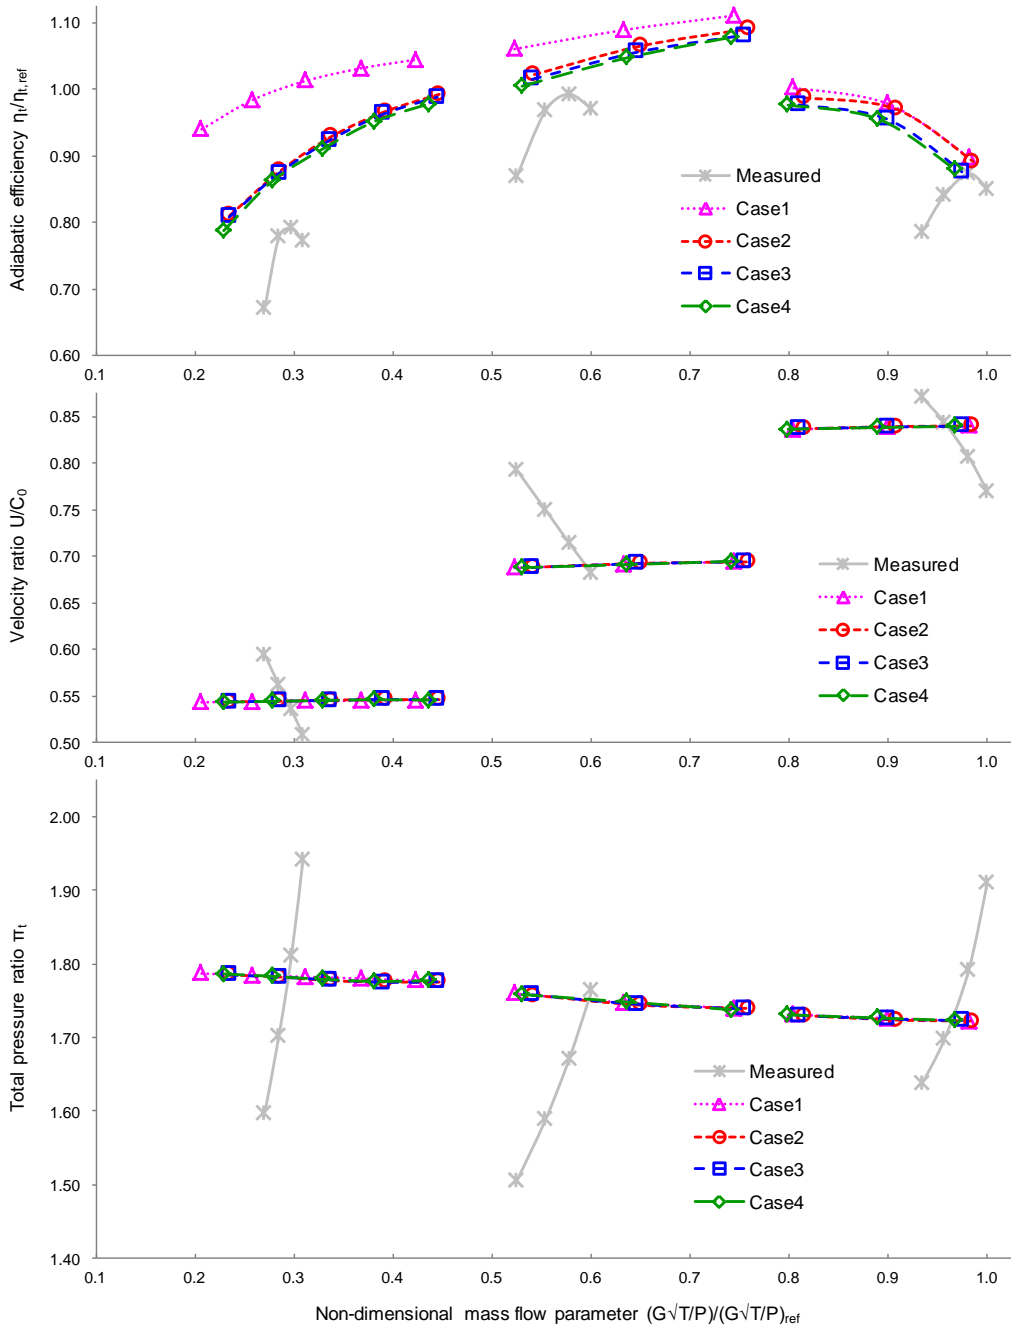 Adiabatic efficiency ηt/ηt,ref
1.10
1.00
0.90
0.80
0.70
0.60
0.1 0.2 0.3 0.4 0.5 0.6 0.7 0.8 0.9 1.0
Measured
Case1
Case2
Case3
Case4
Velocity ratio U/C0
0.85
0.80
0.75
0.70
0.65
0.60
0.55
0.50
0.1 0.2 0.3 0.4 0.5 0.6 0.7 0.8 0.9 1.0
Measured
Case1
Case2
Case3
Case4
Total pressure ratio πt
2.00
1.90
1.80
1.70
1.60
1.50
1.40
0.1 0.2 0.3 0.4 0.5 0.6 0.7 0.8 0.9 1.0
Measured
Case1
Case2
Case3
Case4
Non-dimensional mass flow parameter (G√T/P)/(G√T/P)ref